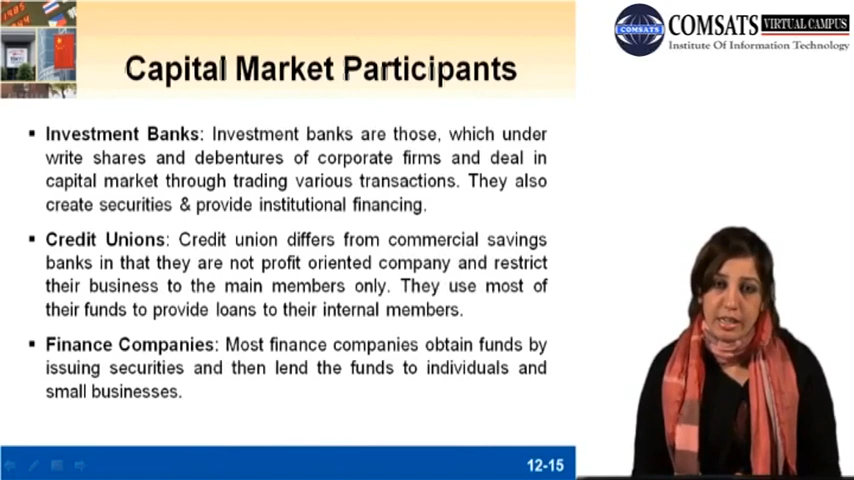 Capital Market Participants
COMSATS VIRTUAL CAMPUS
Institute Of Information Technology
COMSATS
▪ Investment Banks: Investment banks are those, which under
write shares and debentures of corporate firms and deal in
capital market through trading various transactions. They also
create securities & provide institutional financing.
▪ Credit Unions: Credit union differs from commercial savings
banks in that they are not profit oriented company and restrict
their business to the main members only. They use most of
their funds to provide loans to their internal members.
▪ Finance Companies: Most finance companies obtain funds by
issuing securities and then lend the funds to individuals and
small businesses.
12-15